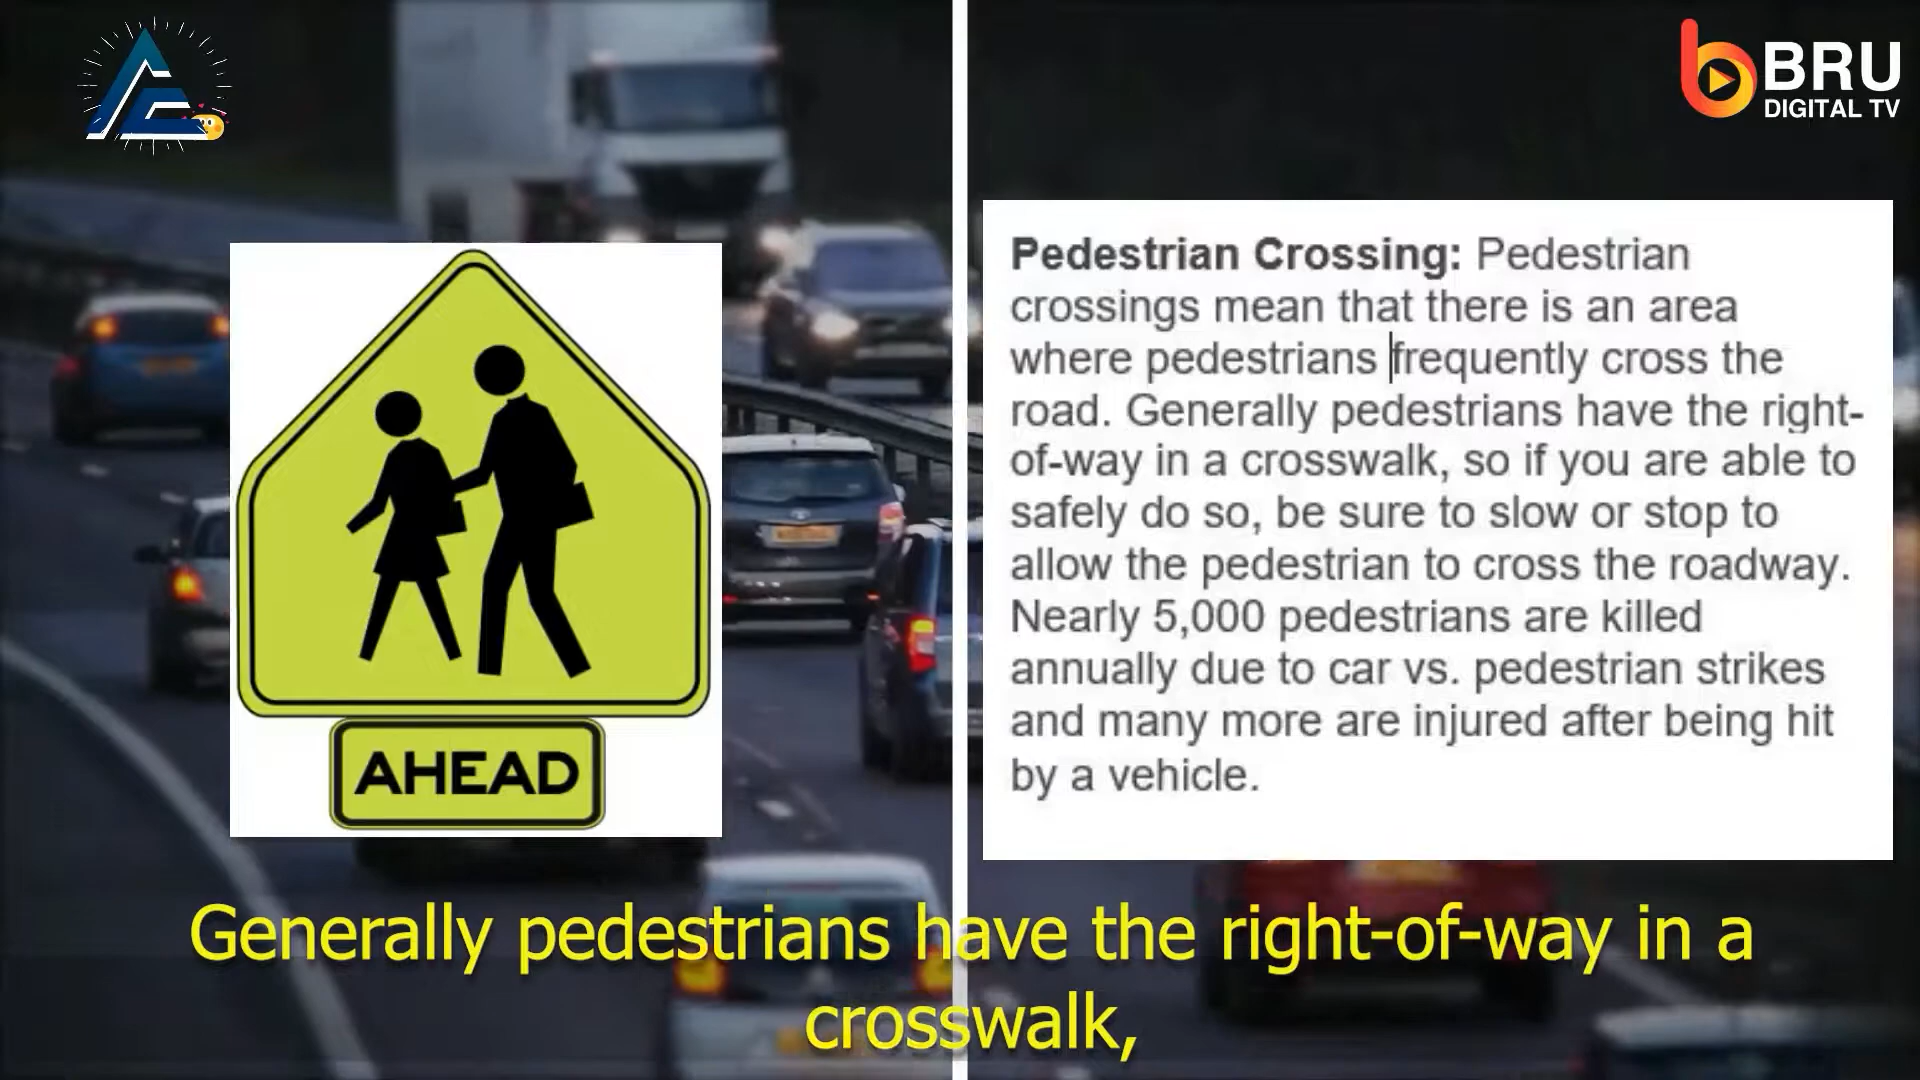 BRU
DIGITAL TV
Pedestrian Crossing: Pedestrian
crossings mean that there is an area
where pedestrians frequently cross the
road. Generally pedestrians have the right-
of-way in a crosswalk, so if you are able to
safely do so, be sure to slow or stop to
allow the pedestrian to cross the roadway.
Nearly 5,000 pedestrians are killed
annually due to car vs. pedestrian strikes
and many more are injured after being hit
by a vehicle.
AHEAD
Generally pedestrians have the right-of-way in a
crosswalk,